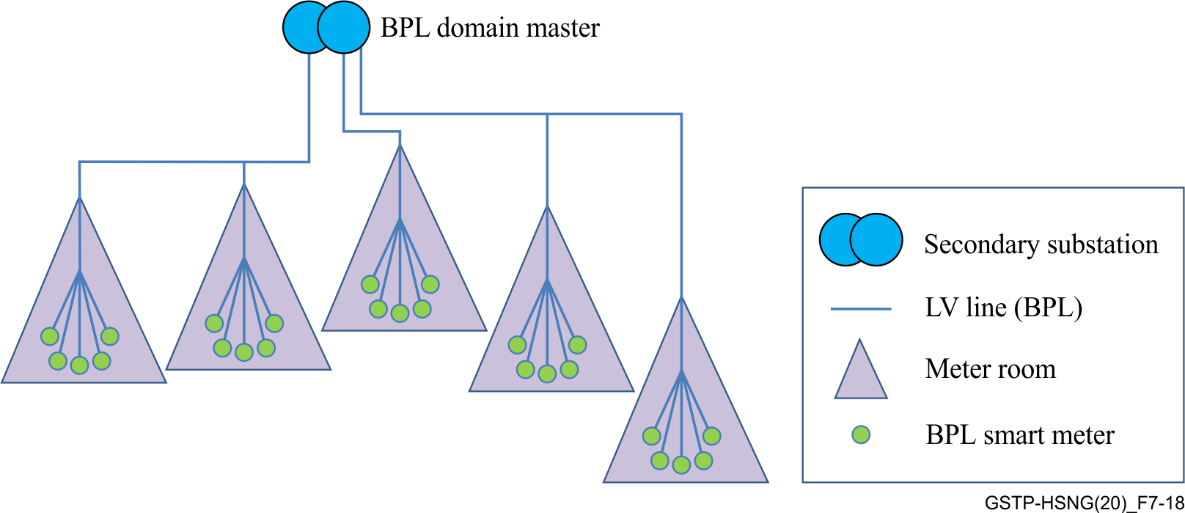 BPL domain master
Secondary substation
LV line (BPL)
Meter room
BPL smart meter
GSTP-HSNG(20)_F7-18